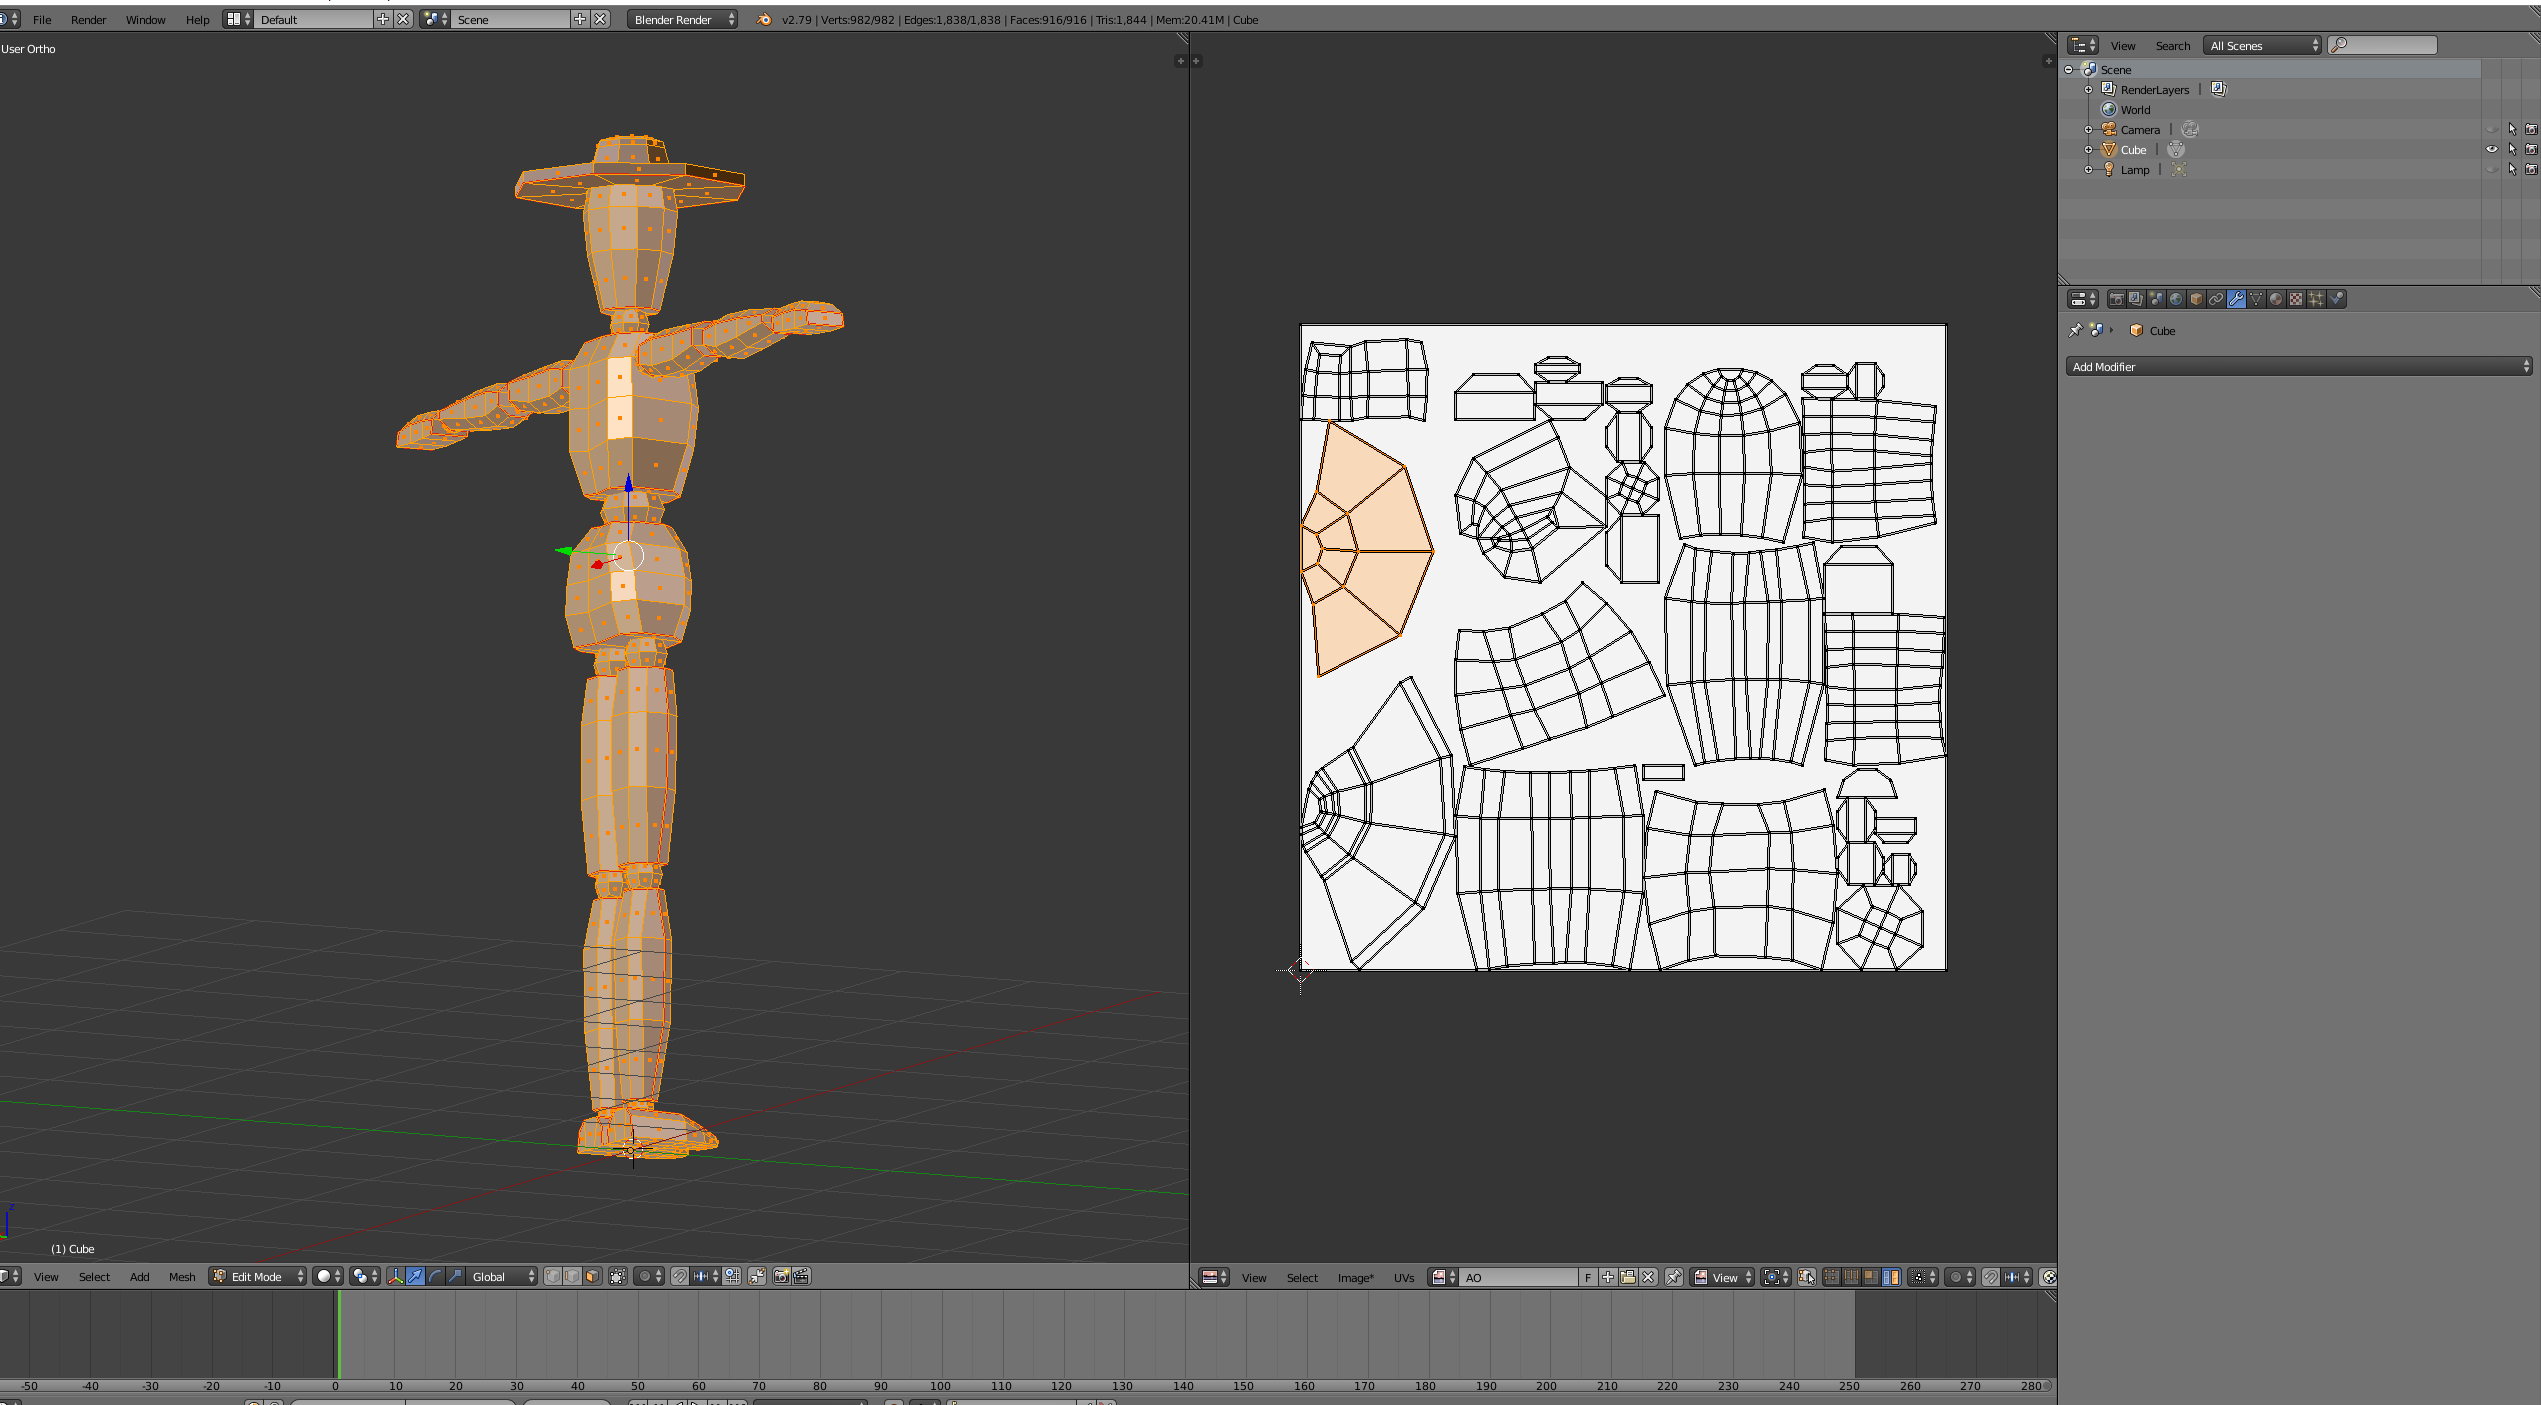 File Render Window Help Default Scene Blender Render v2.79 | Verts:982/982 | Edges:1,838/1,838 | Faces:916/916 | Tris:1,844 | Mem:20.41M | Cube
User Ortho
View Search All Scenes
Scene
RenderLayers |
World
Camera |
Cube |
Lamp |
Cube
Add Modifier
z
(1) Cube
View Select Add Mesh Edit Mode Global
View Select Image* UVs AO F View
-50 -40 -30 -20 -10 0 10 20 30 40 50 60 70 80 90 100 110 120 130 140 150 160 170 180 190 200 210 220 230 240 250 260 270 280